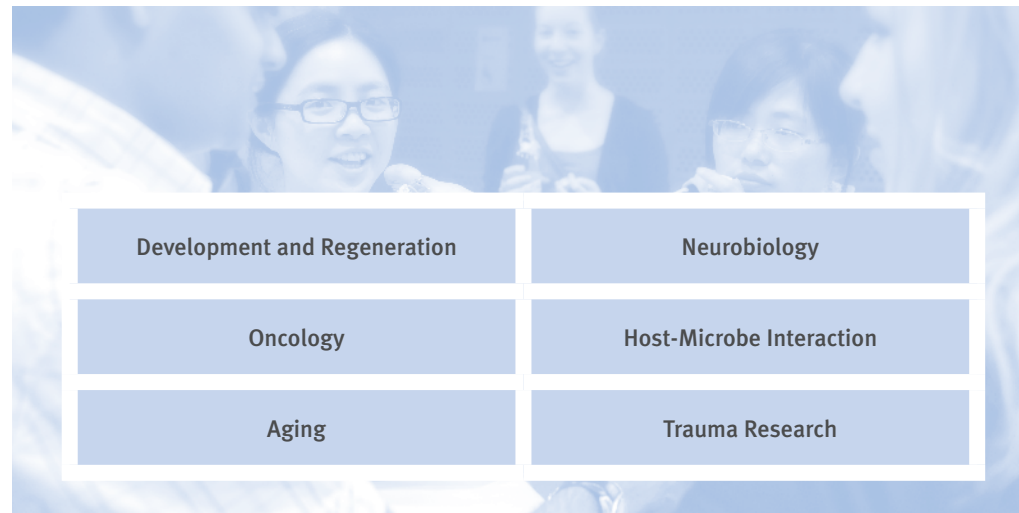 Development and Regeneration
Neurobiology
Oncology
Host-Microbe Interaction
Aging
Trauma Research